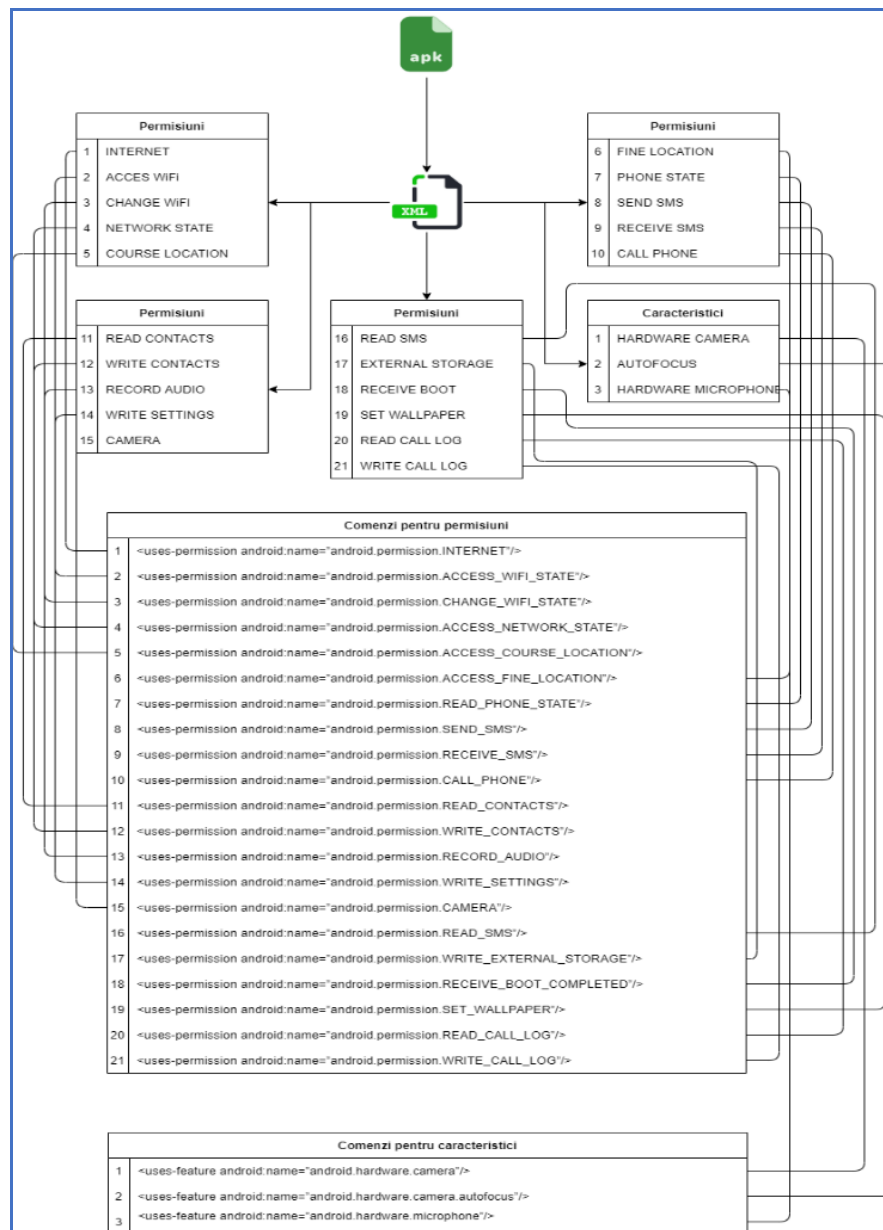 apk
Permisiuni
1 INTERNET
2 ACCES WiFi
3 CHANGE WiFi
4 NETWORK STATE
5 COURSE LOCATION
XML
Permisiuni
6 FINE LOCATION
7 PHONE STATE
8 SEND SMS
9 RECEIVE SMS
10 CALL PHONE
Permisiuni
11 READ CONTACTS
12 WRITE CONTACTS
13 RECORD AUDIO
14 WRITE SETTINGS
15 CAMERA
Permisiuni
16 READ SMS
17 EXTERNAL STORAGE
18 RECEIVE BOOT
19 SET WALLPAPER
20 READ CALL LOG
21 WRITE CALL LOG
Caracteristici
1 HARDWARE CAMERA
2 AUTOFOCUS
3 HARDWARE MICROPHONE
Comenzi pentru permisiuni
1 <uses-permission android:name="android.permission.INTERNET"/>
2 <uses-permission android:name="android.permission.ACCESS_WIFI_STATE"/>
3 <uses-permission android:name="android.permission.CHANGE_WIFI_STATE"/>
4 <uses-permission android:name="android.permission.ACCESS_NETWORK_STATE"/>
5 <uses-permission android:name="android.permission.ACCESS_COURSE_LOCATION"/>
6 <uses-permission android:name="android.permission.ACCESS_FINE_LOCATION"/>
7 <uses-permission android:name="android.permission.READ_PHONE_STATE"/>
8 <uses-permission android:name="android.permission.SEND_SMS"/>
9 <uses-permission android:name="android.permission.RECEIVE_SMS"/>
10 <uses-permission android:name="android.permission.CALL_PHONE"/>
11 <uses-permission android:name="android.permission.READ_CONTACTS"/>
12 <uses-permission android:name="android.permission.WRITE_CONTACTS"/>
13 <uses-permission android:name="android.permission.RECORD_AUDIO"/>
14 <uses-permission android:name="android.permission.WRITE_SETTINGS"/>
15 <uses-permission android:name="android.permission.CAMERA"/>
16 <uses-permission android:name="android.permission.READ_SMS"/>
17 <uses-permission android:name="android.permission.WRITE_EXTERNAL_STORAGE"/>
18 <uses-permission android:name="android.permission.RECEIVE_BOOT_COMPLETED"/>
19 <uses-permission android:name="android.permission.SET_WALLPAPER"/>
20 <uses-permission android:name="android.permission.READ_CALL_LOG"/>
21 <uses-permission android:name="android.permission.WRITE_CALL_LOG"/>
Comenzi pentru caracteristici
1 <uses-feature android:name="android.hardware.camera"/>
2 <uses-feature android:name="android.hardware.camera.autofocus"/>
3 <uses-feature android:name="android.hardware.microphone"/>